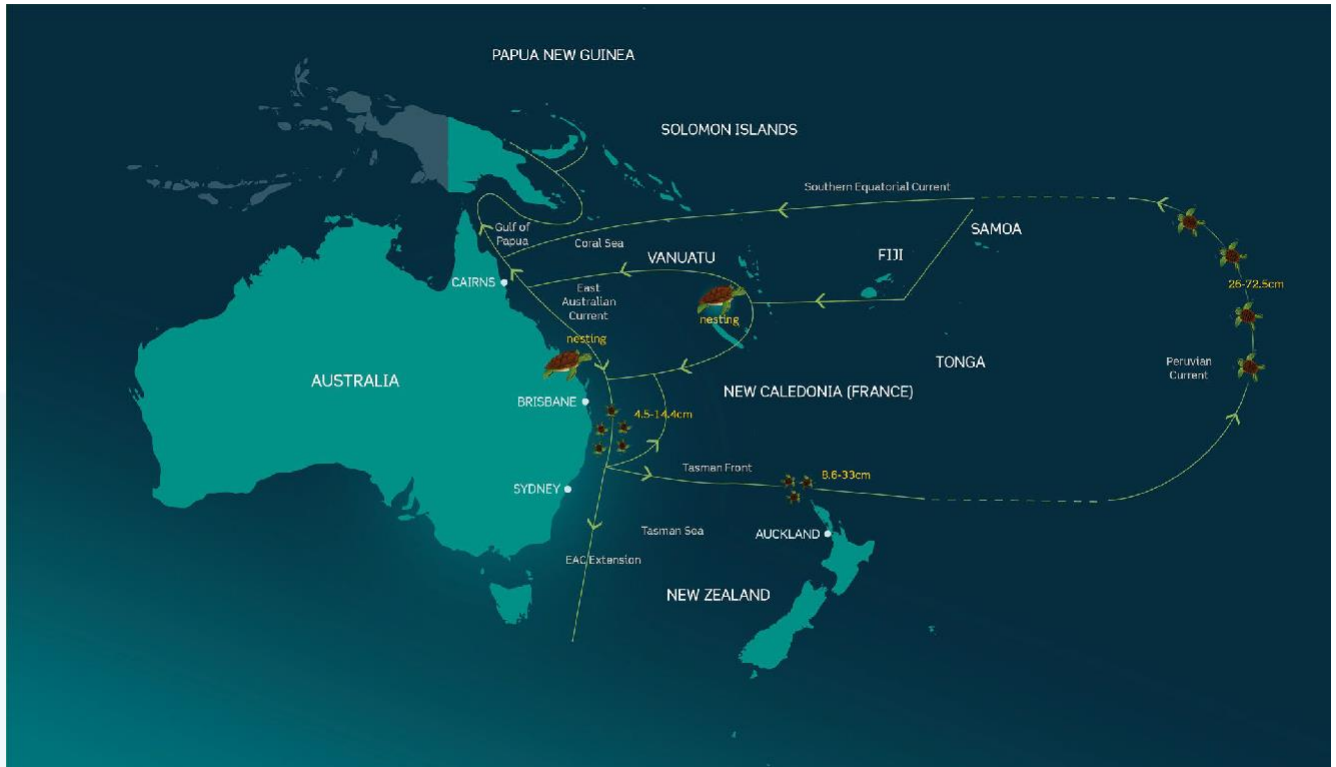 PAPUA NEW GUINEA
SOLOMON ISLANDS
Southern Equatorial Current
Gulf of
Papua
Coral Sea
SAMOA
FIJI
VANUATU
CAIRNS
East
Australian
Current
26-72.5cm
nesting
nesting
TONGA
Peruvian
Current
AUSTRALIA
NEW CALEDONIA (FRANCE)
BRISBANE
4.5-14.4cm
Tasman Front
8.6-33cm
SYDNEY
Tasman Sea
AUCKLAND
EAC Extension
NEW ZEALAND